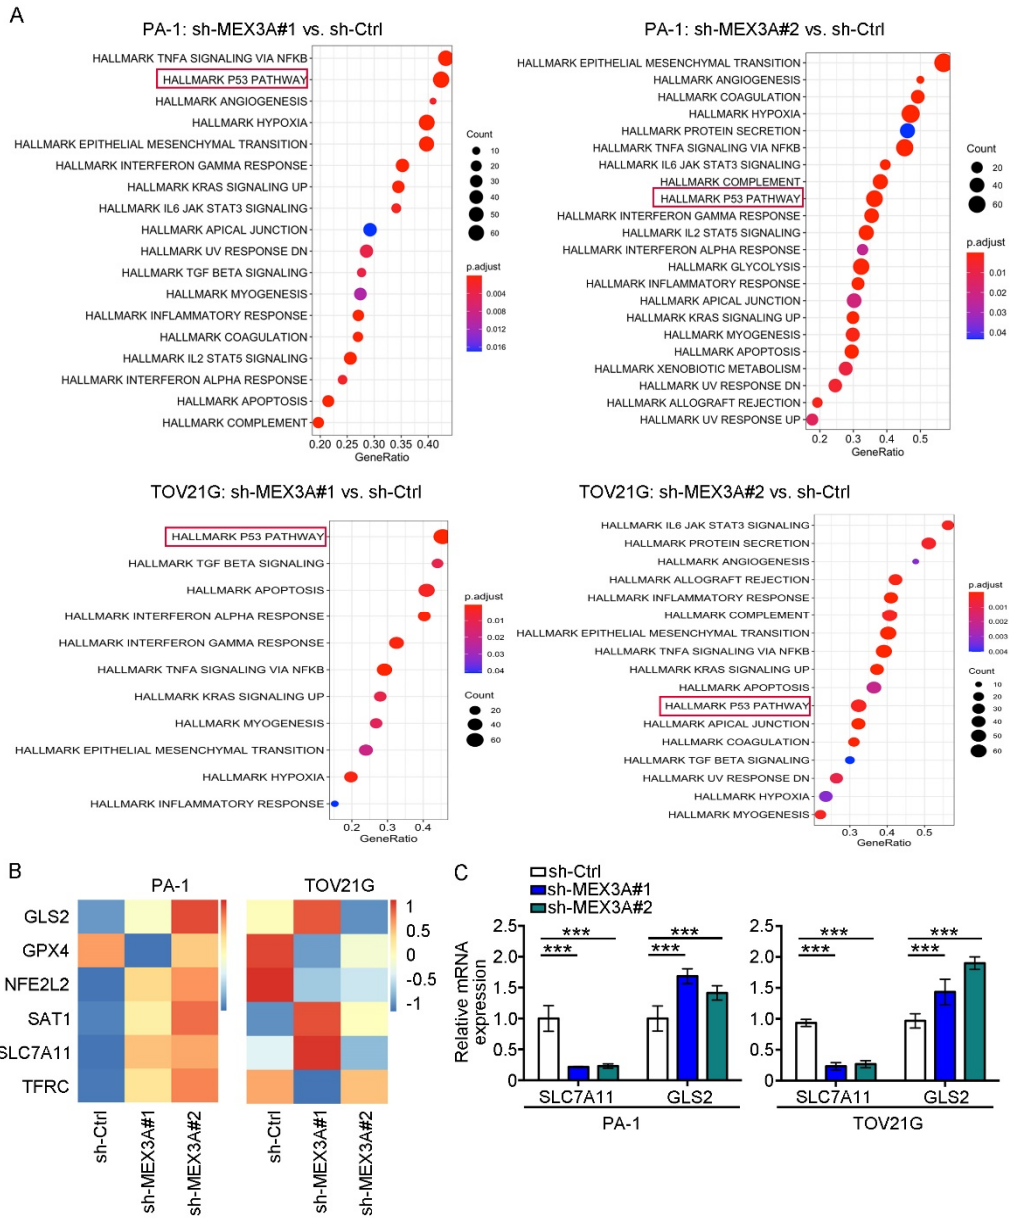 A
PA-1: sh-MEX3A#1 vs. sh-Ctrl
HALLMARK TNFA SIGNALING VIA NFKB
HALLMARK P53 PATHWAY
HALLMARK ANGIOGENESIS
HALLMARK HYPOXIA
HALLMARK EPITHELIAL MESENCHYMAL TRANSITION
HALLMARK INTERFERON GAMMA RESPONSE
HALLMARK KRAS SIGNALING UP
HALLMARK IL6 JAK STAT3 SIGNALING
HALLMARK APICAL JUNCTION
HALLMARK UV RESPONSE DN
HALLMARK TGF BETA SIGNALING
HALLMARK MYOGENESIS
HALLMARK INFLAMMATORY RESPONSE
HALLMARK COAGULATION
HALLMARK IL2 STAT5 SIGNALING
HALLMARK INTERFERON ALPHA RESPONSE
HALLMARK APOPTOSIS
HALLMARK COMPLEMENT
0.20 0.25 0.30 0.35 0.40
GeneRatio
Count
10
20
30
40
50
60
p.adjust
0.004
0.008
0.012
0.016
PA-1: sh-MEX3A#2 vs. sh-Ctrl
HALLMARK EPITHELIAL MESENCHYMAL TRANSITION
HALLMARK ANGIOGENESIS
HALLMARK COAGULATION
HALLMARK HYPOXIA
HALLMARK PROTEIN SECRETION
HALLMARK TNFA SIGNALING VIA NFKB
HALLMARK IL6 JAK STAT3 SIGNALING
HALLMARK COMPLEMENT
HALLMARK P53 PATHWAY
HALLMARK INTERFERON GAMMA RESPONSE
HALLMARK IL2 STAT5 SIGNALING
HALLMARK INTERFERON ALPHA RESPONSE
HALLMARK GLYCOLYSIS
HALLMARK INFLAMMATORY RESPONSE
HALLMARK APICAL JUNCTION
HALLMARK KRAS SIGNALING UP
HALLMARK MYOGENESIS
HALLMARK APOPTOSIS
HALLMARK XENOBIOTIC METABOLISM
HALLMARK UV RESPONSE DN
HALLMARK ALLOGRAFT REJECTION
HALLMARK UV RESPONSE UP
0.2 0.3 0.4 0.5
GeneRatio
Count
20
40
60
p.adjust
0.01
0.02
0.03
0.04
TOV21G: sh-MEX3A#1 vs. sh-Ctrl
HALLMARK P53 PATHWAY
HALLMARK TGF BETA SIGNALING
HALLMARK APOPTOSIS
HALLMARK INTERFERON ALPHA RESPONSE
HALLMARK INTERFERON GAMMA RESPONSE
HALLMARK TNFA SIGNALING VIA NFKB
HALLMARK KRAS SIGNALING UP
HALLMARK MYOGENESIS
HALLMARK EPITHELIAL MESENCHYMAL TRANSITION
HALLMARK HYPOXIA
HALLMARK INFLAMMATORY RESPONSE
0.2 0.3 0.4
GeneRatio
p.adjust
0.01
0.02
0.03
0.04
Count
20
40
60
TOV21G: sh-MEX3A#2 vs. sh-Ctrl
HALLMARK IL6 JAK STAT3 SIGNALING
HALLMARK PROTEIN SECRETION
HALLMARK ANGIOGENESIS
HALLMARK ALLOGRAFT REJECTION
HALLMARK INFLAMMATORY RESPONSE
HALLMARK COMPLEMENT
HALLMARK EPITHELIAL MESENCHYMAL TRANSITION
HALLMARK TNFA SIGNALING VIA NFKB
HALLMARK KRAS SIGNALING UP
HALLMARK APOPTOSIS
HALLMARK P53 PATHWAY
HALLMARK APICAL JUNCTION
HALLMARK COAGULATION
HALLMARK TGF BETA SIGNALING
HALLMARK UV RESPONSE DN
HALLMARK HYPOXIA
HALLMARK MYOGENESIS
0.3 0.4 0.5
GeneRatio
p.adjust
0.001
0.002
0.003
0.004
Count
10
20
30
40
50
60
B
PA-1 TOV21G
GLS2
GPX4
NFE2L2
SAT1
SLC7A11
TFRC
1
0.5
0
-0.5
-1
sh-Ctrl
sh-MEX3A#1
sh-MEX3A#2
sh-Ctrl
sh-MEX3A#1
sh-MEX3A#2
C
sh-Ctrl
sh-MEX3A#1
sh-MEX3A#2
Relative mRNA
expression
2.5
2.0
1.5
1.0
0.5
0
***
***
***
***
SLC7A11 GLS2
PA-1
2.5
2.0
1.5
1.0
0.5
0
***
***
***
***
SLC7A11 GLS2
TOV21G